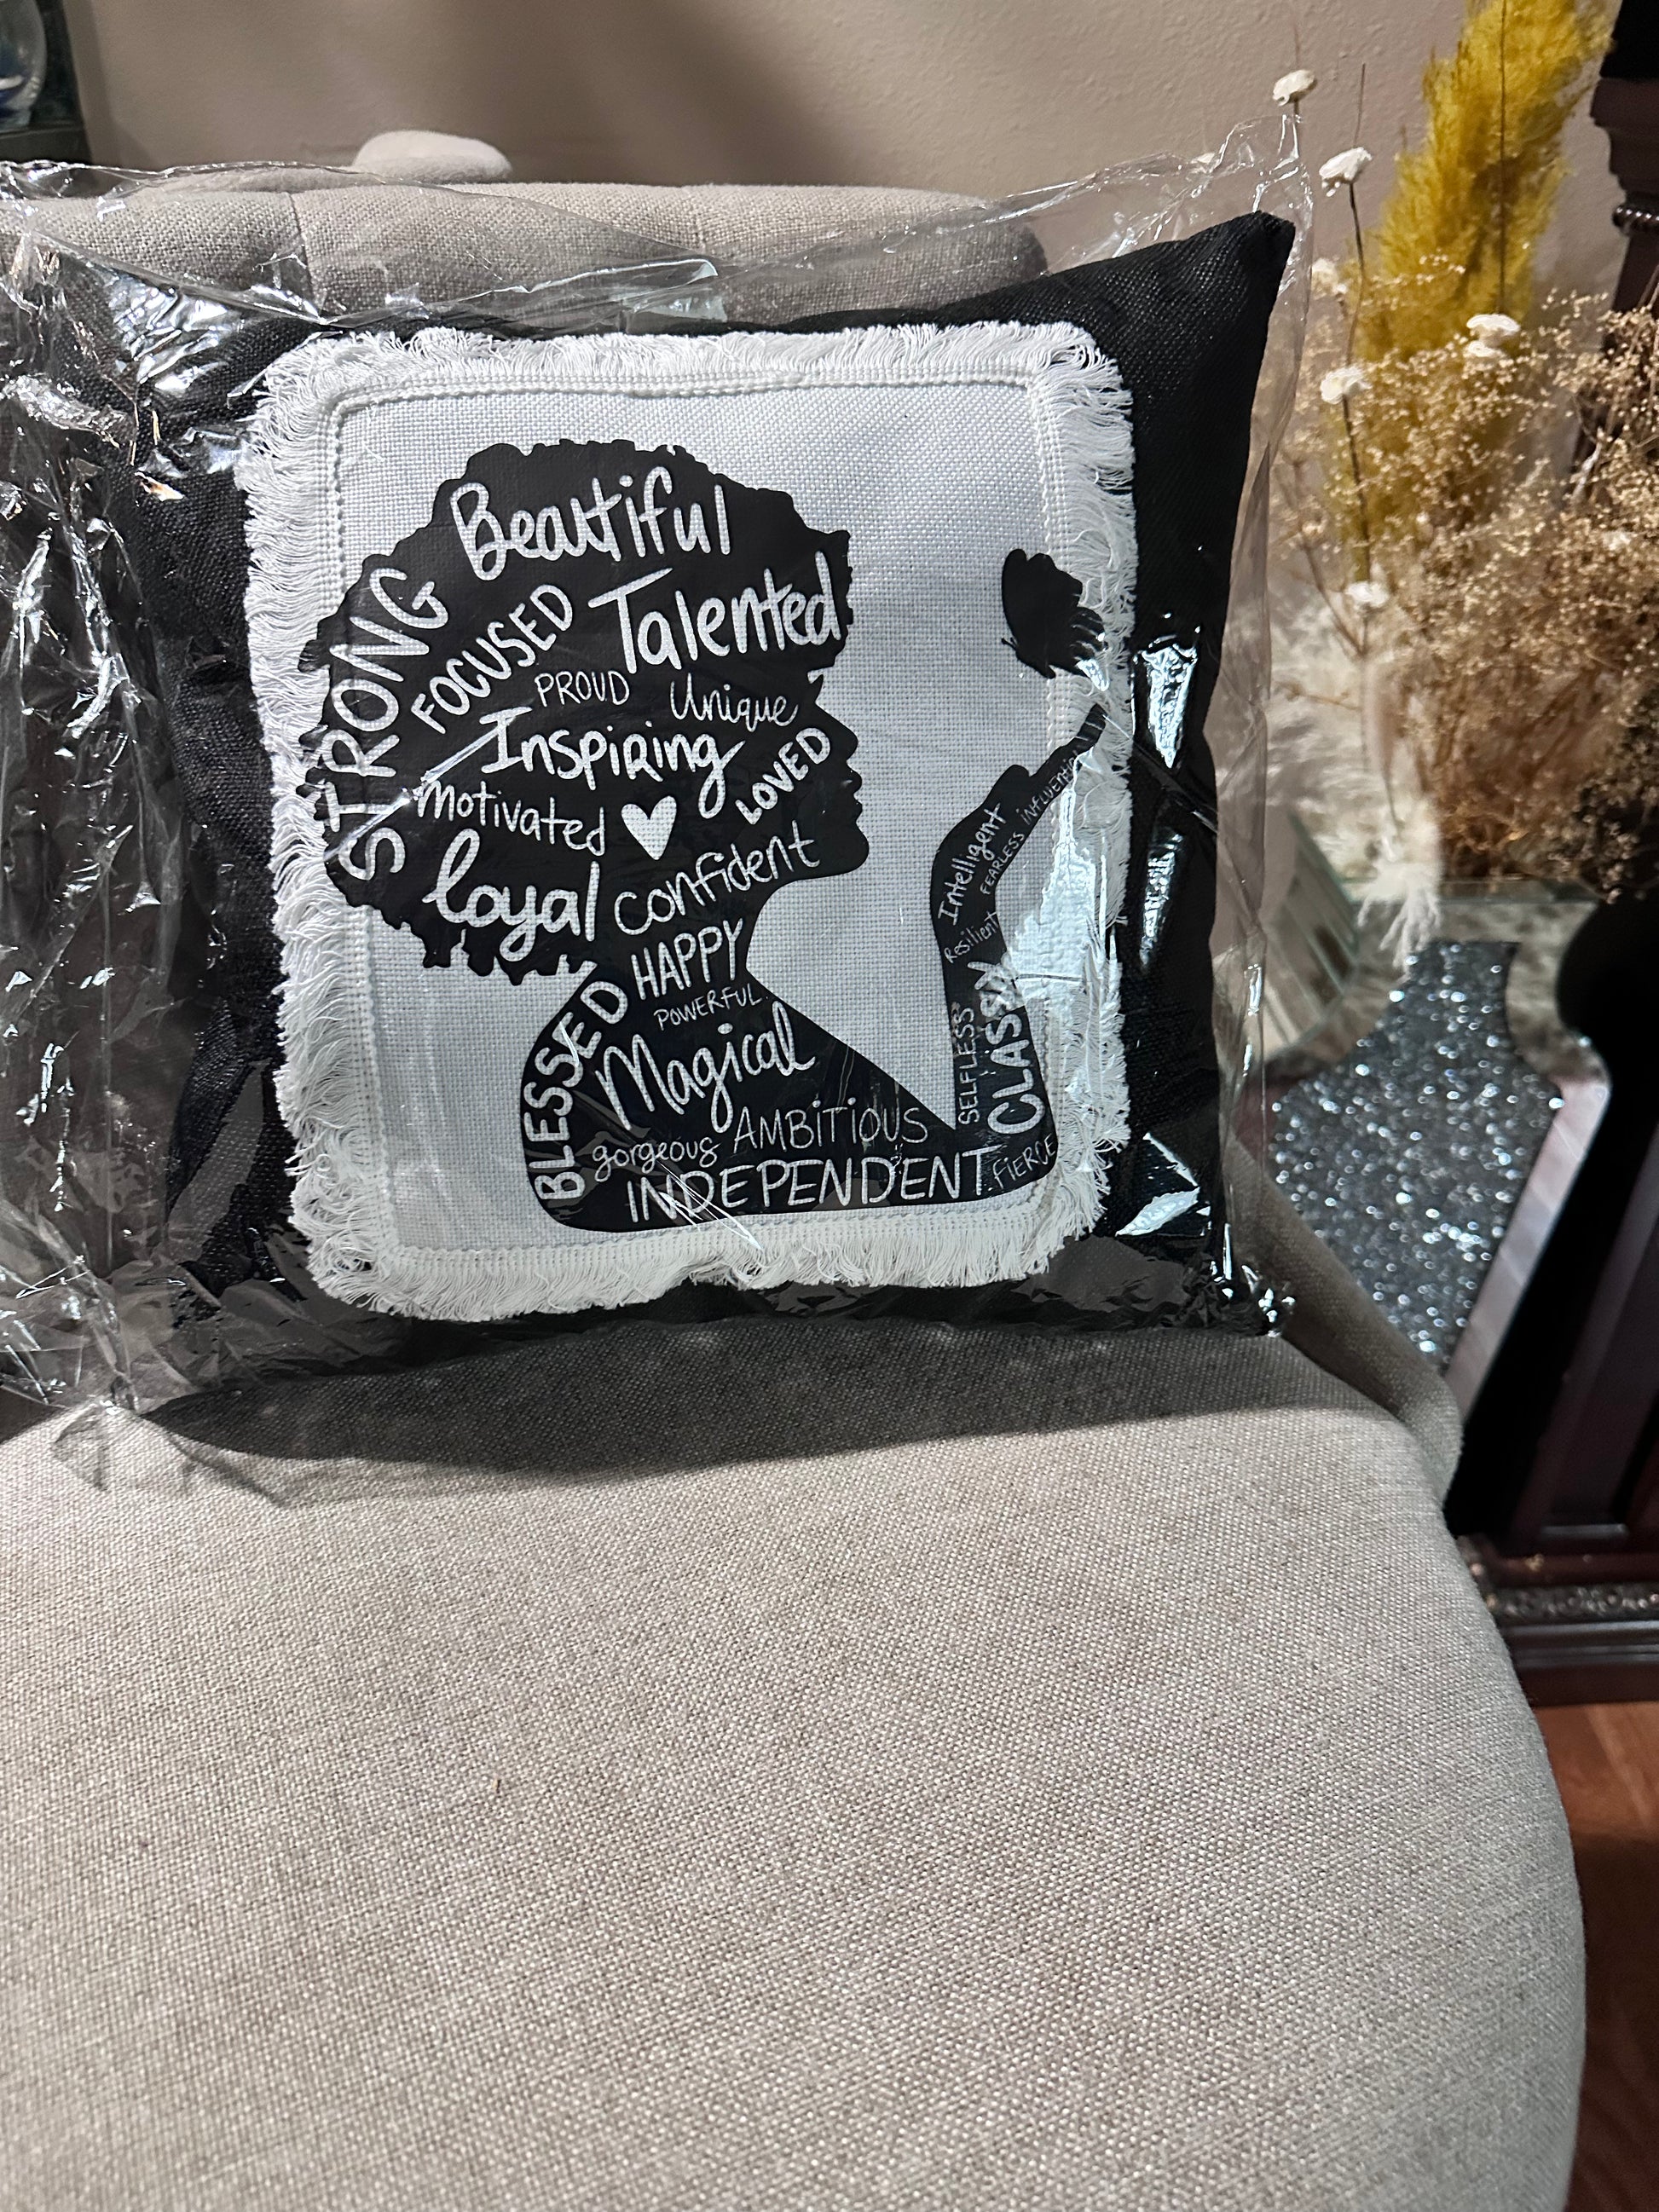 Beautiful
STRONG
FOCUSED
Talented
PROUD
Unique
Inspiring
LOVED
motivated
loyal
confident
HAPPY
POWERFUL
BLESSED
Magical
gorgeous
AMBITIOUS
INDEPENDENT
FIERCE
Intelligent
FEARLESS
INFLUENTIAL
Resilient
SELFLESS
CLASSY